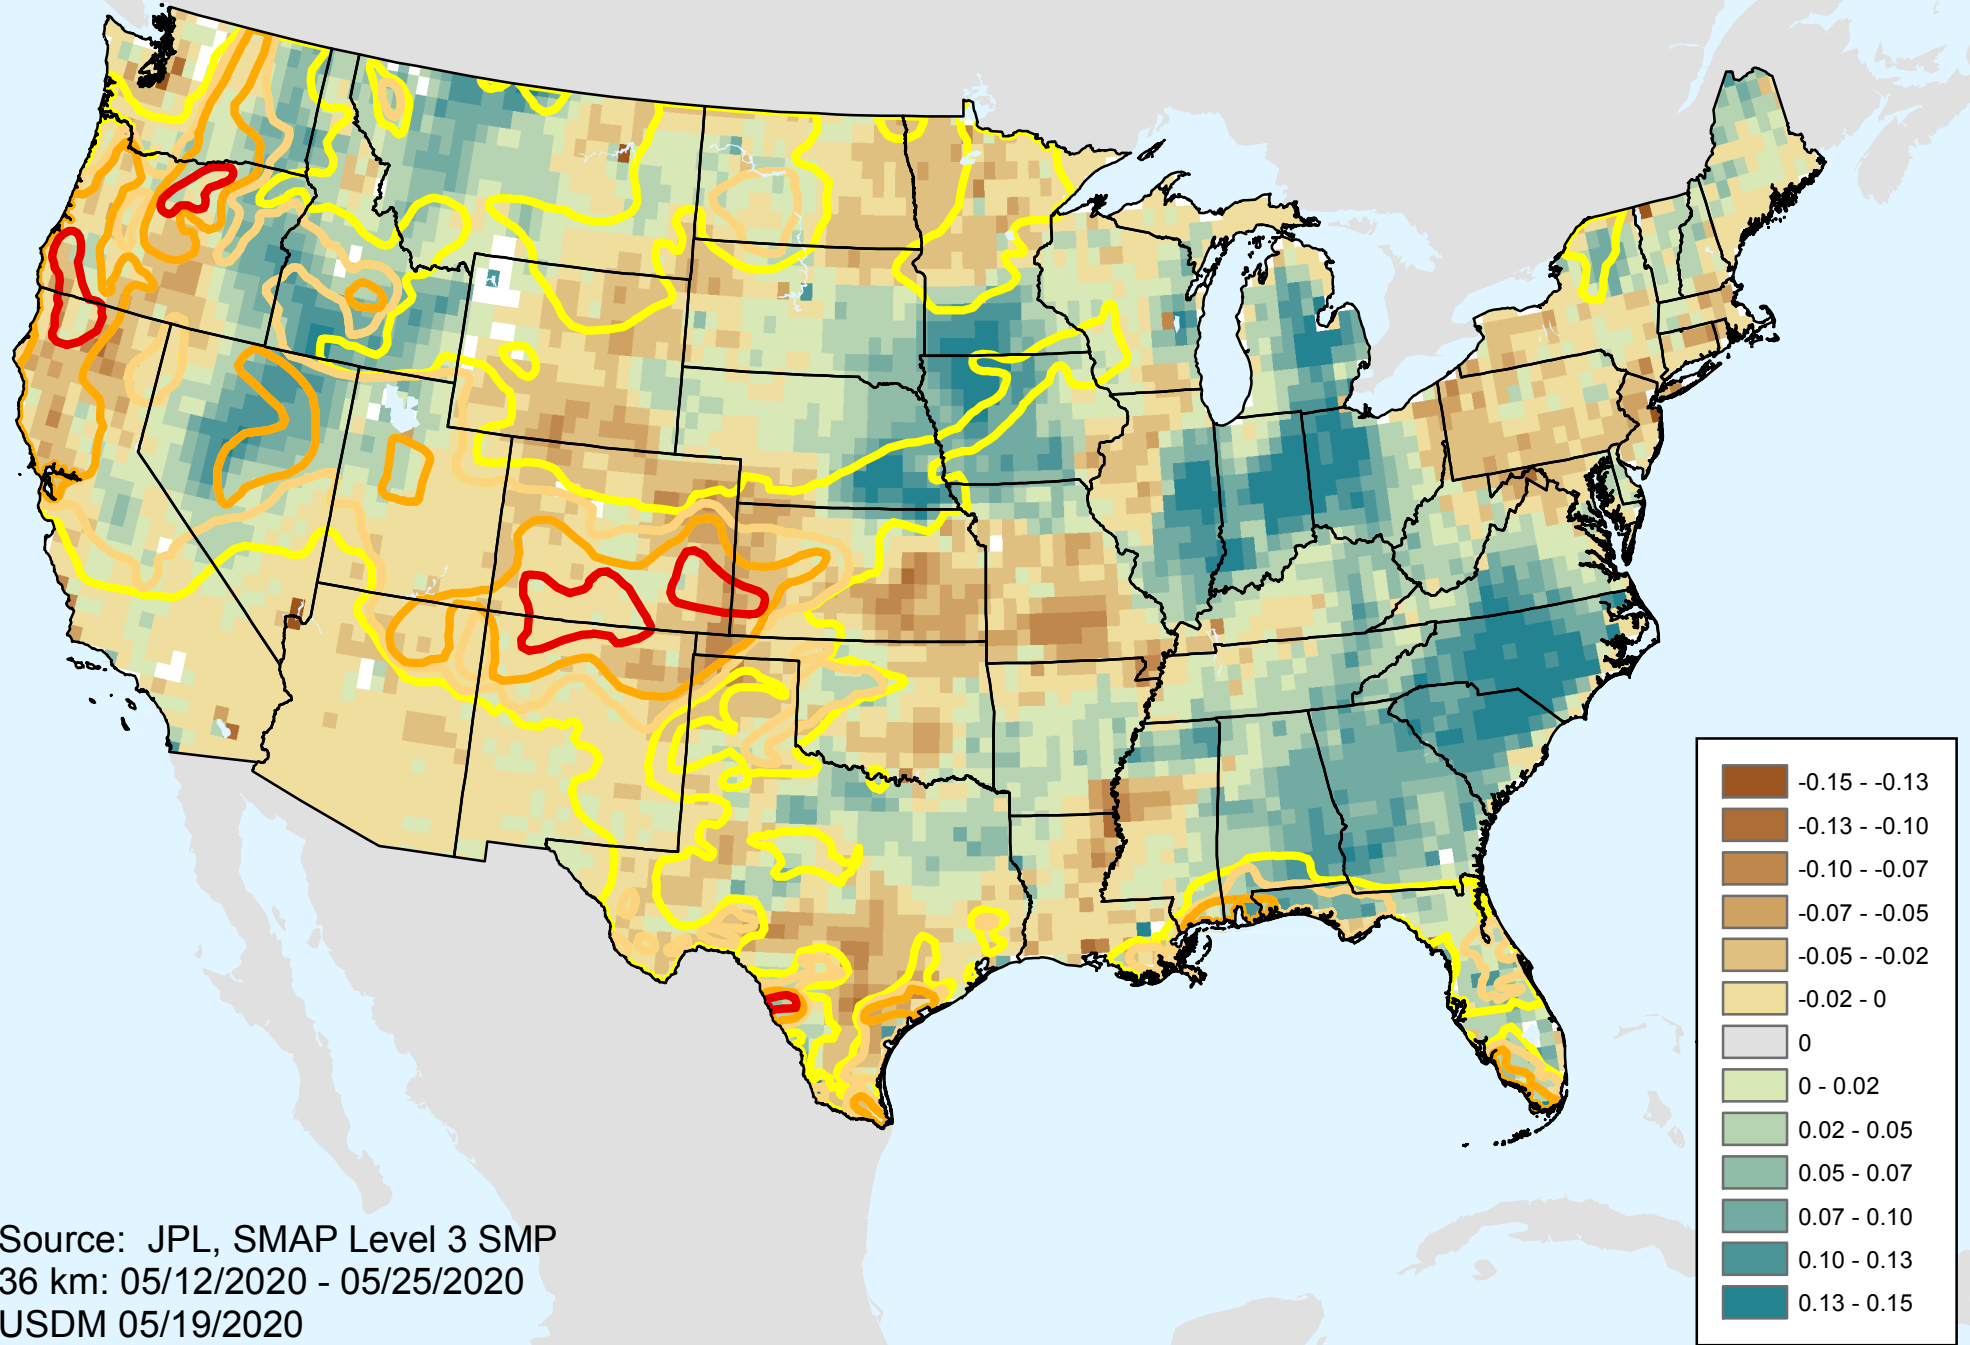 -0.15 - -0.13
-0.13 - -0.10
-0.10 - -0.07
-0.07 - -0.05
-0.05 - -0.02
-0.02 - 0
0
0 - 0.02
0.02 - 0.05
0.05 - 0.07
0.07 - 0.10
0.10 - 0.13
0.13 - 0.15
Source: JPL, SMAP Level 3 SMP
36 km: 05/12/2020 - 05/25/2020
USDM 05/19/2020